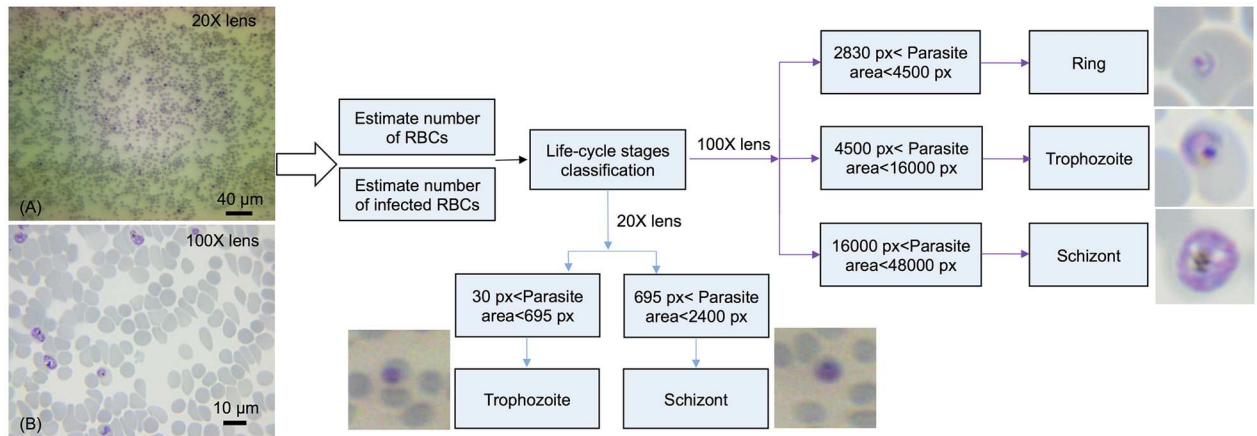 20X lens
(A)
40 µm
100X lens
(B)
10 µm
Estimate number
of RBCs
Estimate number
of infected RBCs
Life-cycle stages
classification
100X lens
20X lens
2830 px< Parasite
area<4500 px
Ring
4500 px< Parasite
area<16000 px
Trophozoite
16000 px<Parasite
area<48000 px
Schizont
30 px<Parasite
area<695 px
695 px< Parasite
area<2400 px
Trophozoite
Schizont